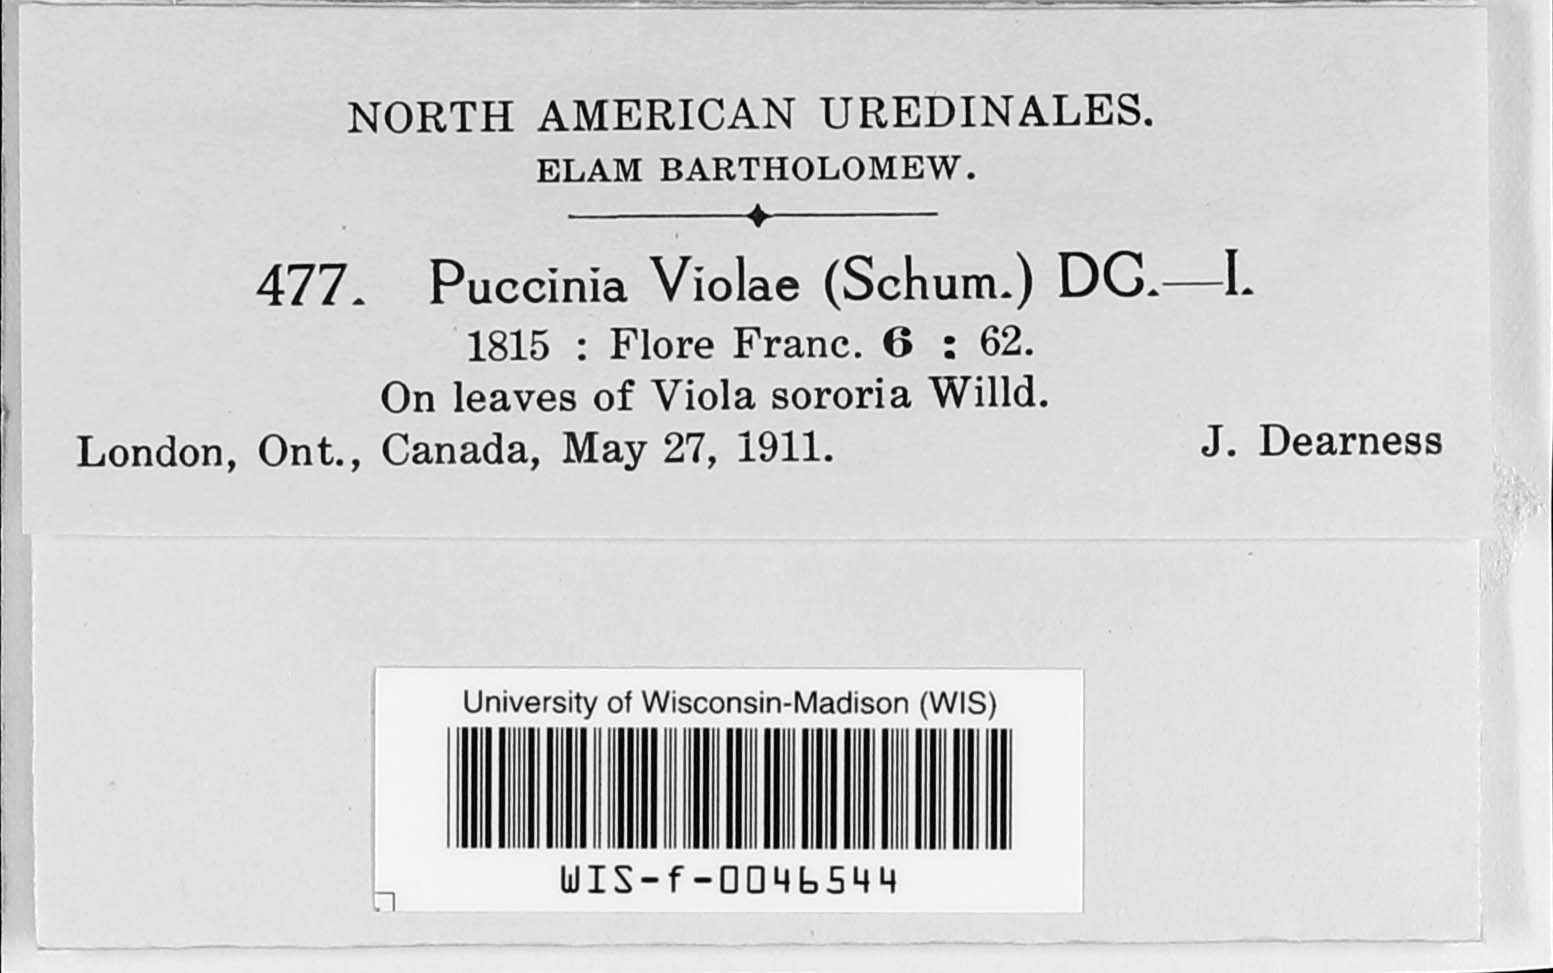 NORTH AMERICAN UREDINALES.
ELAM BARTHOLOMEW.
477. Puccinia Violae (Schum.) DC.—I.
1815 : Flore Franc. 6 : 62.
On leaves of Viola sororia Willd.
London, Ont., Canada, May 27, 1911. J. Dearness
University of Wisconsin-Madison (WIS)
WIS-f-0046544